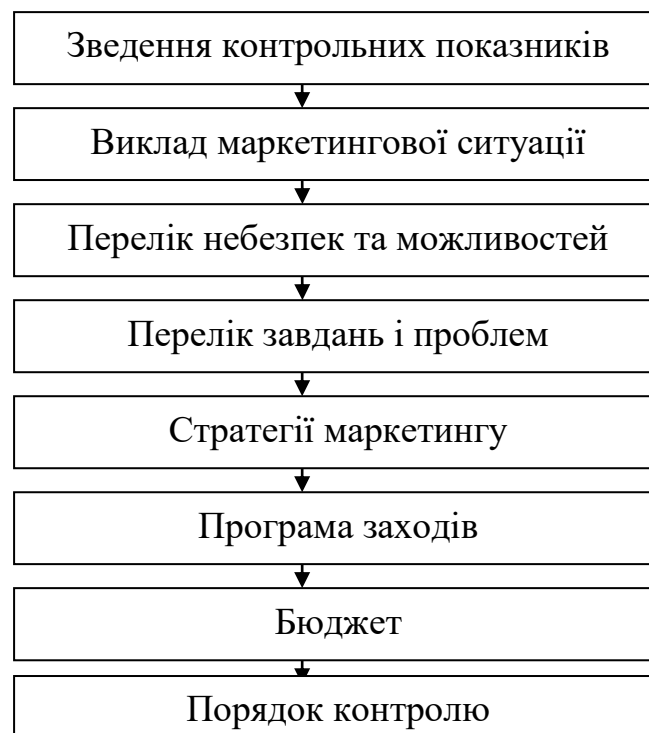 Зведення контрольних показників
Виклад маркетингової ситуації
Перелік небезпек та можливостей
Перелік завдань і проблем
Стратегії маркетингу
Програма заходів
Бюджет
Порядок контролю